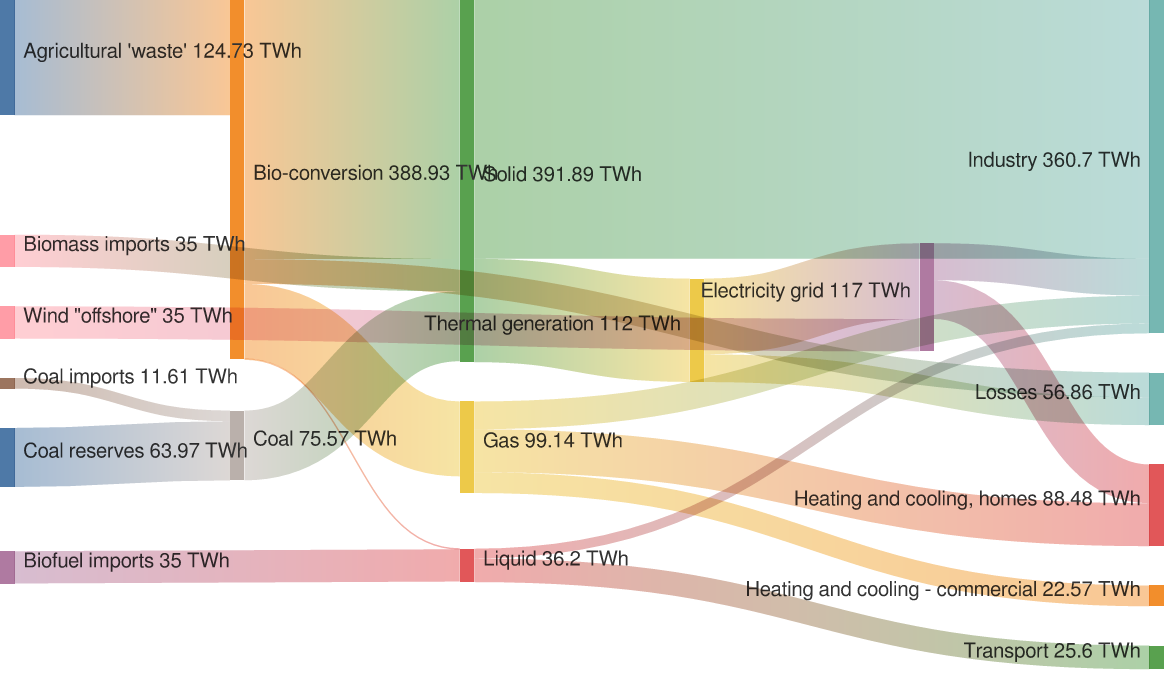 Agricultural 'waste' 124.73 TWh
Bio-conversion 388.93 TWh
Solid 391.89 TWh
Industry 360.7 TWh
Biomass imports 35 TWh
Wind "offshore" 35 TWh
Electricity grid 117 TWh
Thermal generation 112 TWh
Coal imports 11.61 TWh
Losses 56.86 TWh
Coal reserves 63.97 TWh
Coal 75.57 TWh
Gas 99.14 TWh
Heating and cooling, homes 88.48 TWh
Biofuel imports 35 TWh
Liquid 36.2 TWh
Heating and cooling - commercial 22.57 TWh
Transport 25.6 TWh